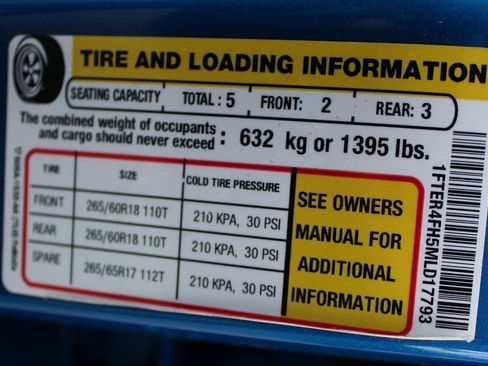 TIRE AND LOADING INFORMATION
SEATING CAPACITY TOTAL : 5 FRONT: 2 REAR: 3
The combined weight of occupants
and cargo should never exceed : 632 kg or 1395 lbs.
TIRE SIZE COLD TIRE PRESSURE
FRONT 265/60R18 110T 210 KPA, 30 PSI
REAR 265/60R18 110T 210 KPA, 30 PSI
SPARE 265/65R17 112T 210 KPA, 30 PSI
SEE OWNERS
MANUAL FOR
ADDITIONAL
INFORMATION
1FTER4FH5MLD17793